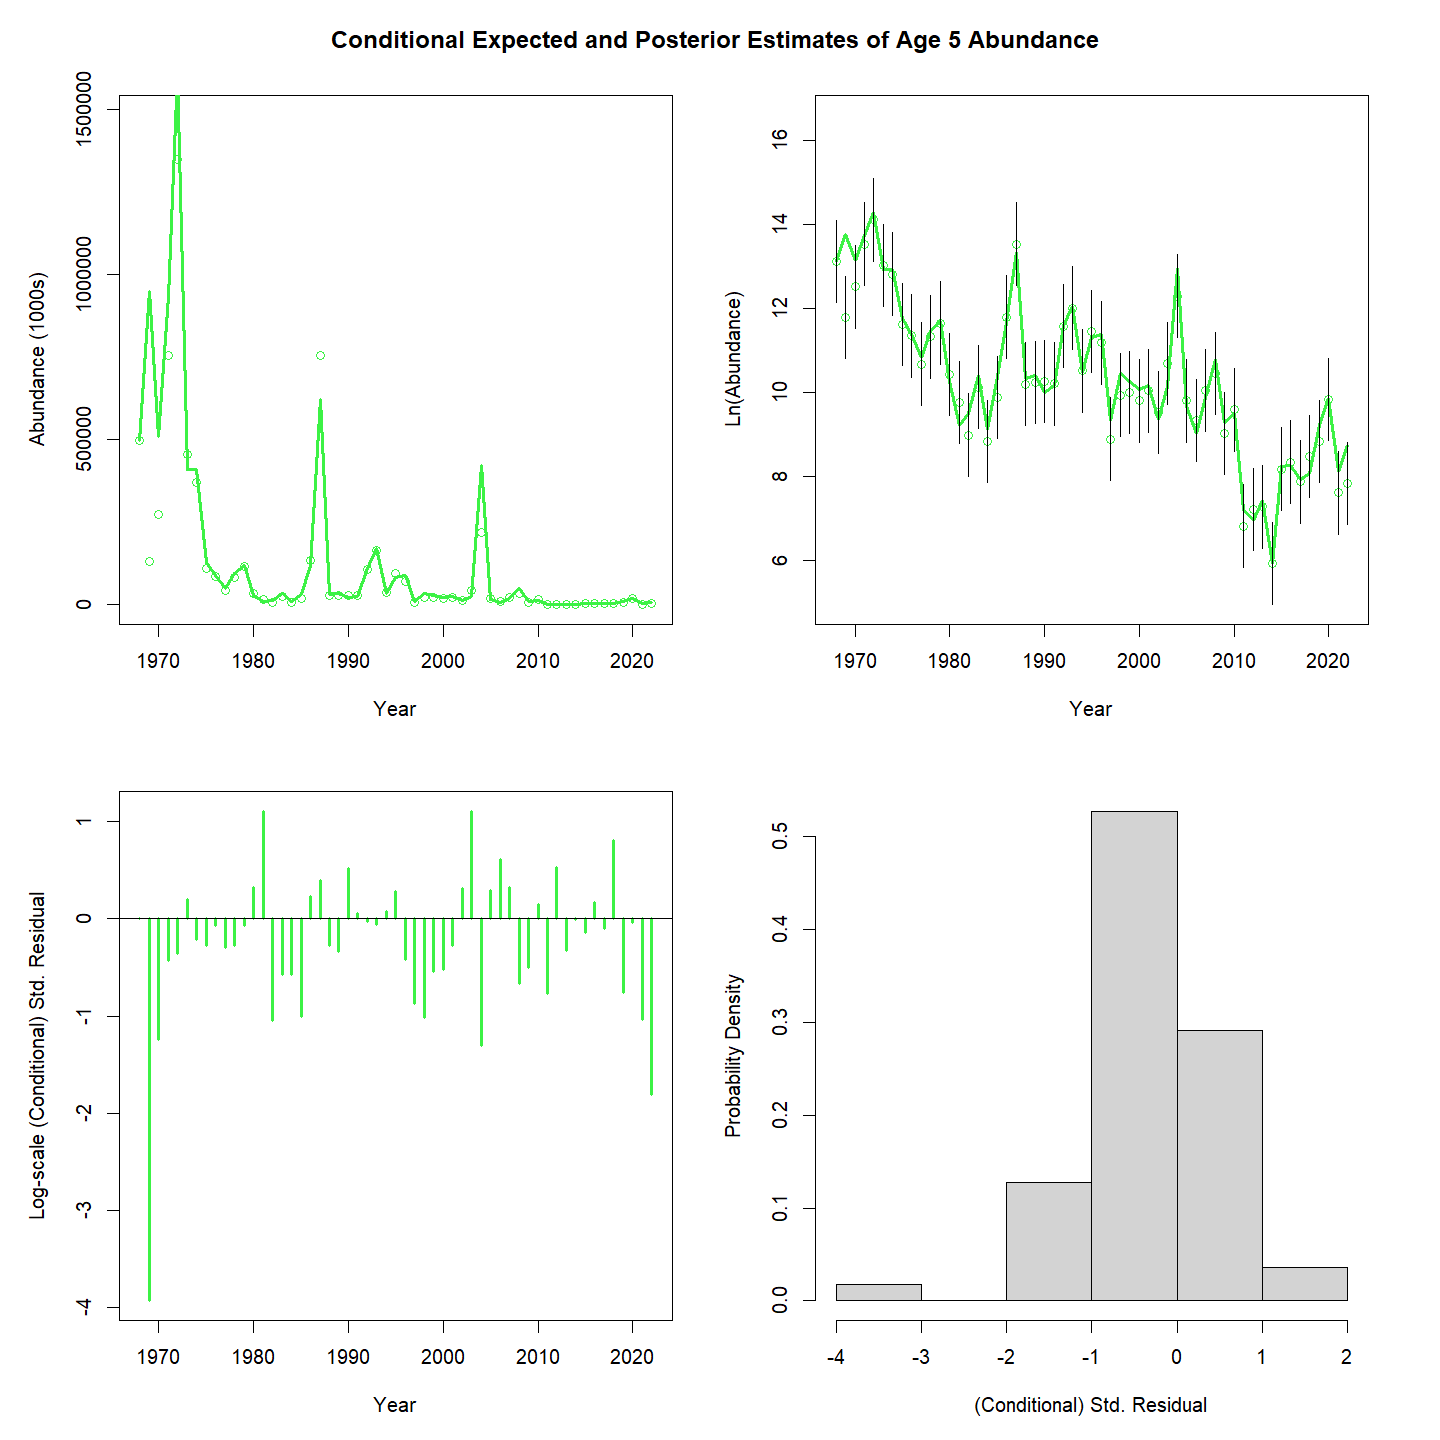 Conditional Expected and Posterior Estimates of Age 5 Abundance
Abundance (1000s)
0
500000
1000000
1500000
1970 1980 1990 2000 2010 2020
Year
Ln(Abundance)
6
8
10
12
14
16
1970 1980 1990 2000 2010 2020
Year
Log-scale (Conditional) Std. Residual
-4
-3
-2
-1
0
1
1970 1980 1990 2000 2010 2020
Year
Probability Density
0.0
0.1
0.2
0.3
0.4
0.5
-4 -3 -2 -1 0 1 2
(Conditional) Std. Residual